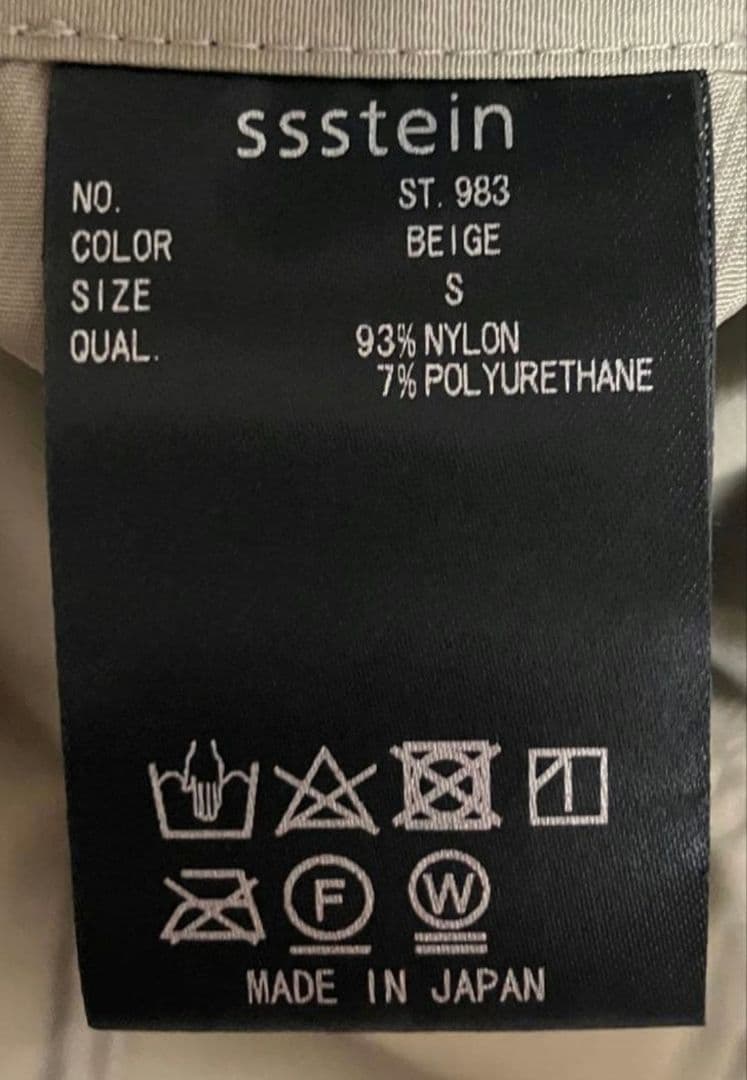 ssstein
NO. ST. 983
COLOR BEIGE
SIZE S
QUAL. 93% NYLON
7% POLYURETHANE
F W
MADE IN JAPAN